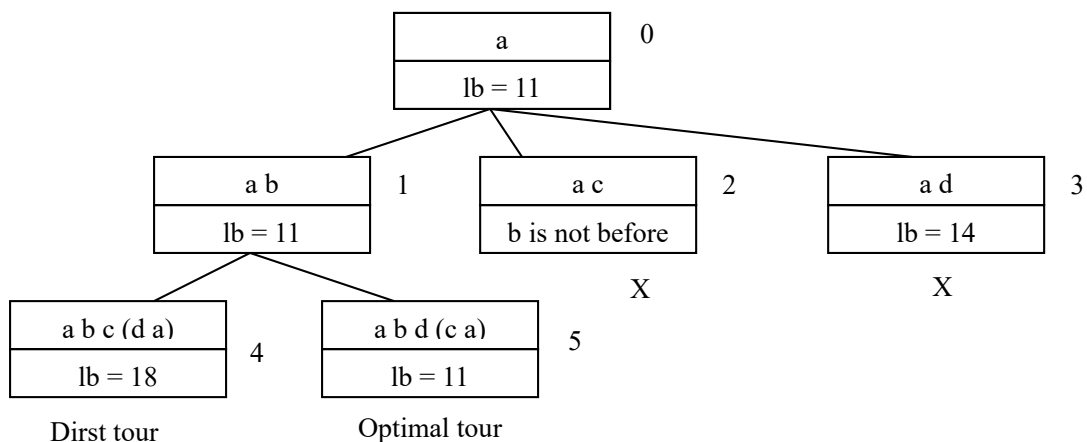 a
0
lb = 11
a b
1
a c
2
a d
3
lb = 11
b is not before
lb = 14
X
X
a b c (d a)
4
a b d (c a)
5
lb = 18
lb = 11
Dirst tour
Optimal tour